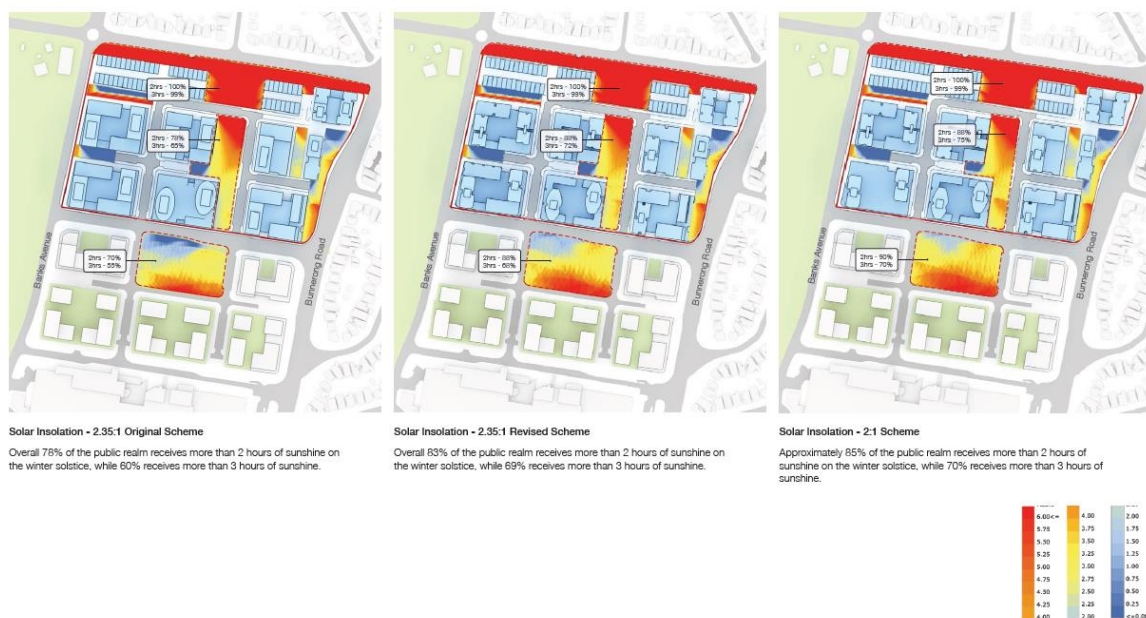 2hrs - 100%
3hrs - 99%
2hrs - 78%
3hrs - 65%
2hrs - 70%
3hrs - 55%
Banks Avenue
Bunnerong Road
2hrs - 100%
3hrs - 99%
2hrs - 88%
3hrs - 72%
2hrs - 88%
3hrs - 68%
Banks Avenue
Bunnerong Road
2hrs - 100%
3hrs - 99%
2hrs - 88%
3hrs - 75%
2hrs - 90%
3hrs - 70%
Banks Avenue
Bunnerong Road
Solar Insolation - 2.35:1 Original Scheme
Overall 78% of the public realm receives more than 2 hours of sunshine on
the winter solstice, while 60% receives more than 3 hours of sunshine.
Solar Insolation - 2.35:1 Revised Scheme
Overall 83% of the public realm receives more than 2 hours of sunshine on
the winter solstice, while 69% receives more than 3 hours of sunshine.
Solar Insolation - 2:1 Scheme
Approximately 85% of the public realm receives more than 2 hours of
sunshine on the winter solstice, while 70% receives more than 3 hours of
sunshine.
6.00<=
5.75
5.50
5.25
5.00
4.75
4.50
4.25
4.00
4.00
3.75
3.50
3.25
3.00
2.75
2.50
2.25
2.00
2.00
1.75
1.50
1.25
1.00
0.75
0.50
0.25